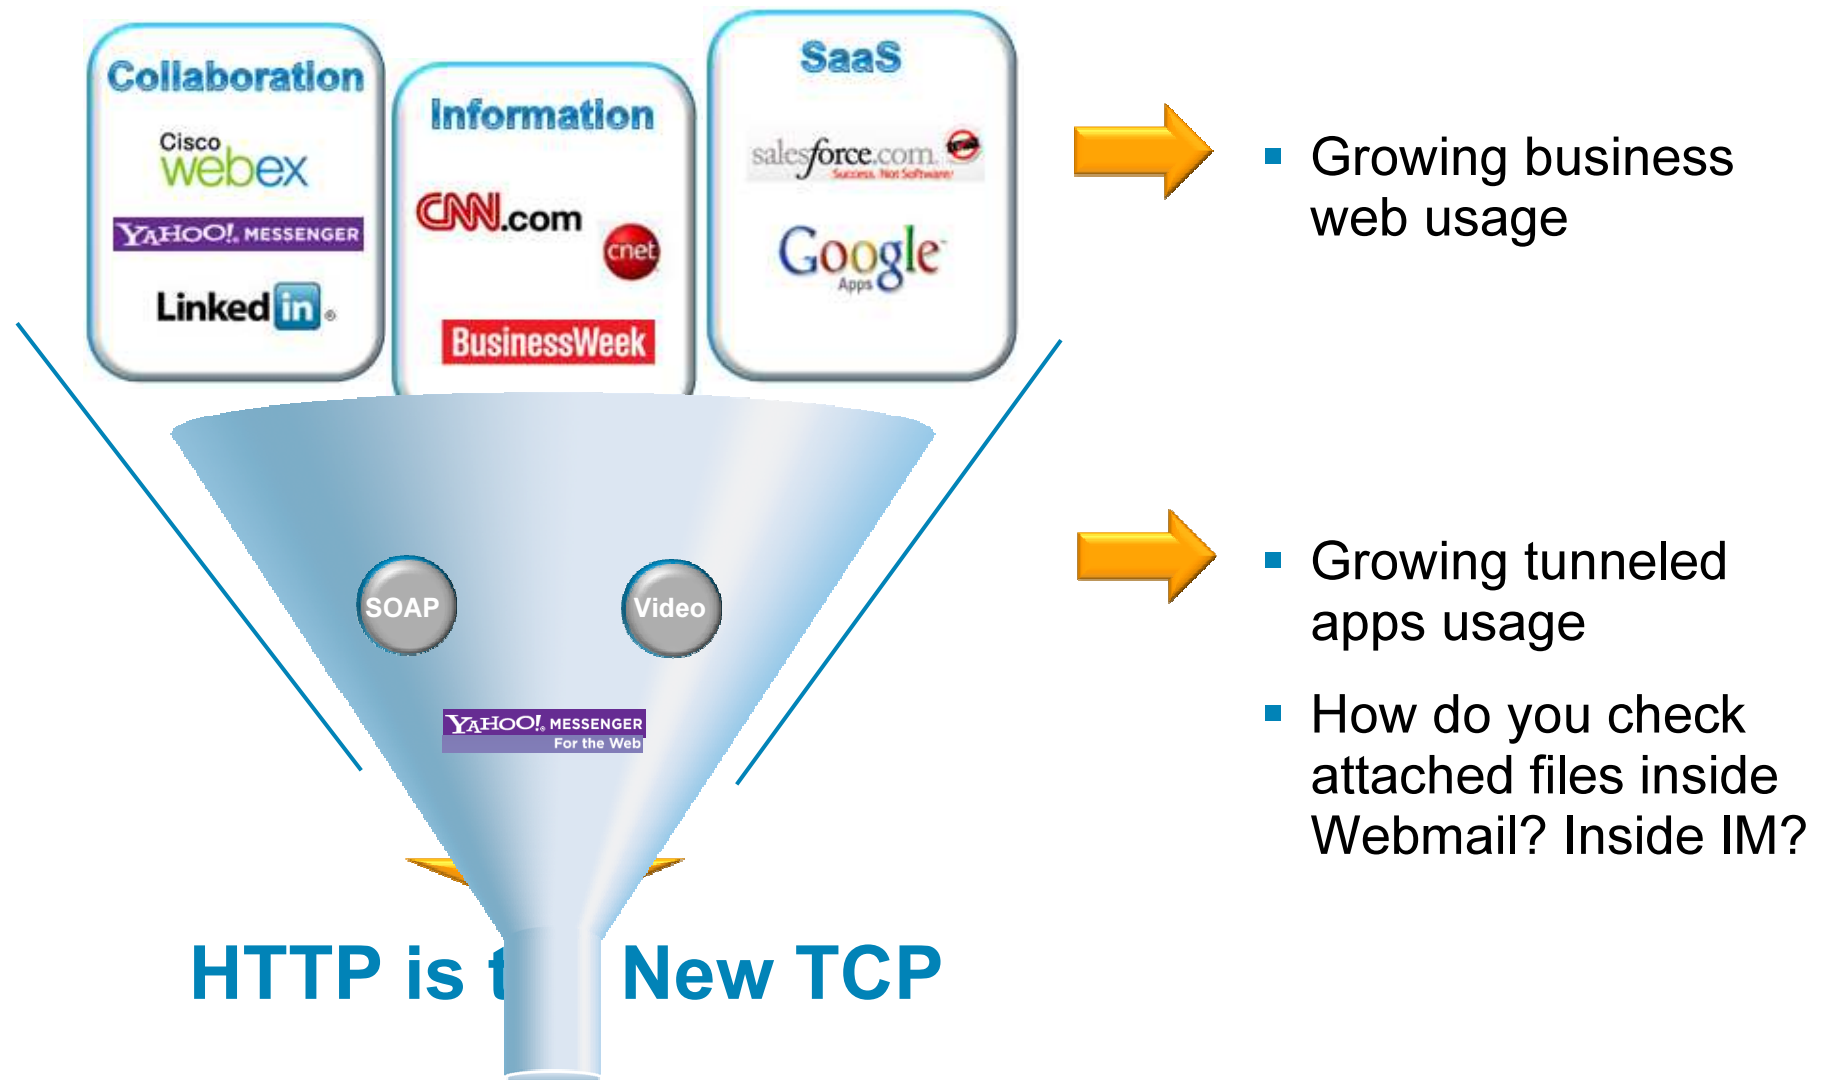 Collaboration
Cisco
webex
YAHOO! MESSENGER
Linked in ®
Information
CNN.com
cnet
BusinessWeek
SaaS
salesforce.com.
Success. Not Software.
Google
Apps
Growing business
web usage
SOAP
Video
YAHOO! MESSENGER
For the Web
Growing tunneled
apps usage
How do you check
attached files inside
Webmail? Inside IM?
HTTP is t New TCP